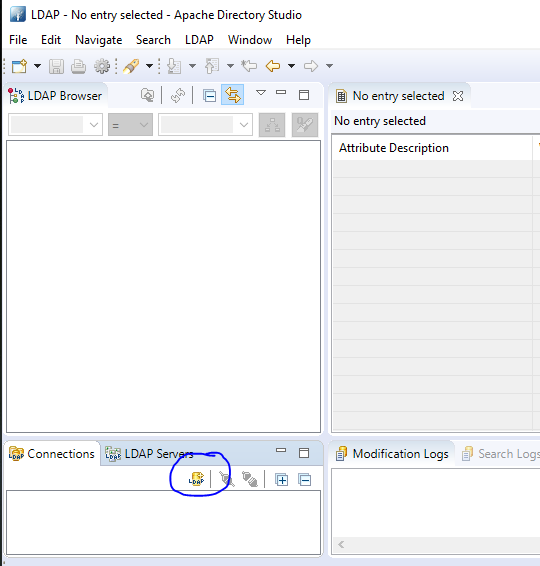 LDAP - No entry selected - Apache Directory Studio
File Edit Navigate Search LDAP Window Help
LDAP Browser
=
No entry selected
No entry selected
Attribute Description
Connections
LDAP Servers
LDAP
Modification Logs
Search Logs